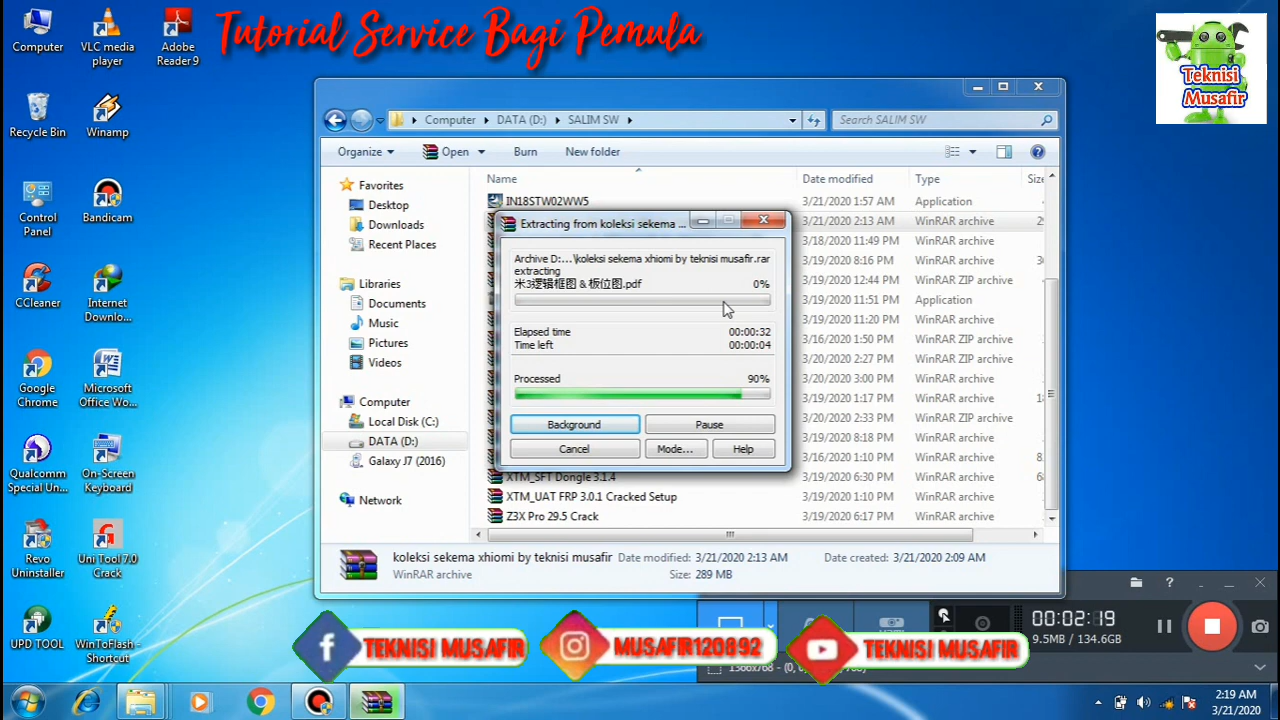 Tutorial Service Bagi Pemula
Teknisi
Musafir
Computer
VLC media
player
Adobe
Reader 9
Recycle Bin
Winamp
Control
Panel
Bandicam
CCleaner
Internet
Downlo...
Google
Chrome
Microsoft
Office Wo...
Qualcomm
Special Un...
On-Screen
Keyboard
Revo
Uninstaller
Uni Tool 7.0
Crack
UPD TOOL
WinToFlash -
Shortcut
Computer
DATA (D:)
SALIM SW
Search SALIM SW
Organize
Open
Burn
New folder
Favorites
Desktop
Downloads
Recent Places
Libraries
Documents
Music
Pictures
Videos
Computer
Local Disk (C:)
DATA (D:)
Galaxy J7 (2016)
Network
Name Date modified Type Size
IN18STW02WW5 3/21/2020 1:57 AM Application
3/21/2020 2:13 AM WinRAR archive
3/18/2020 11:49 PM WinRAR archive
3/19/2020 8:16 PM WinRAR archive
3/19/2020 12:44 PM WinRAR ZIP archive
3/19/2020 11:51 PM Application
3/19/2020 11:20 PM WinRAR archive
3/16/2020 1:50 PM WinRAR archive
3/20/2020 2:27 PM WinRAR ZIP archive
3/20/2020 3:00 PM WinRAR archive
3/19/2020 1:17 PM WinRAR archive
3/20/2020 2:33 PM WinRAR ZIP archive
3/19/2020 8:18 PM WinRAR archive
3/16/2020 1:10 PM WinRAR archive
XTM_SFT Dongle 3.1.4 3/19/2020 6:30 PM WinRAR archive
XTM_UAT FRP 3.0.1 Cracked Setup 3/19/2020 1:10 PM WinRAR archive
Z3X Pro 29.5 Crack 3/19/2020 6:17 PM WinRAR archive
Extracting from koleksi sekema ...
Archive D:...\koleksi sekema xhiomi by teknisi musafir.rar
extracting
米3逻辑框图 & 板位图.pdf 0%
Elapsed time 00:00:32
Time left 00:00:04
Processed 90%
Background
Pause
Cancel
Mode...
Help
koleksi sekema xhiomi by teknisi musafir Date modified: 3/21/2020 2:13 AM Date created: 3/21/2020 2:09 AM
WinRAR archive Size: 289 MB
00:02:19
9.5MB / 134.6GB
TEKNISI MUSAFIR
MUSAFIR120892
TEKNISI MUSAFIR
2:19 AM
3/21/2020